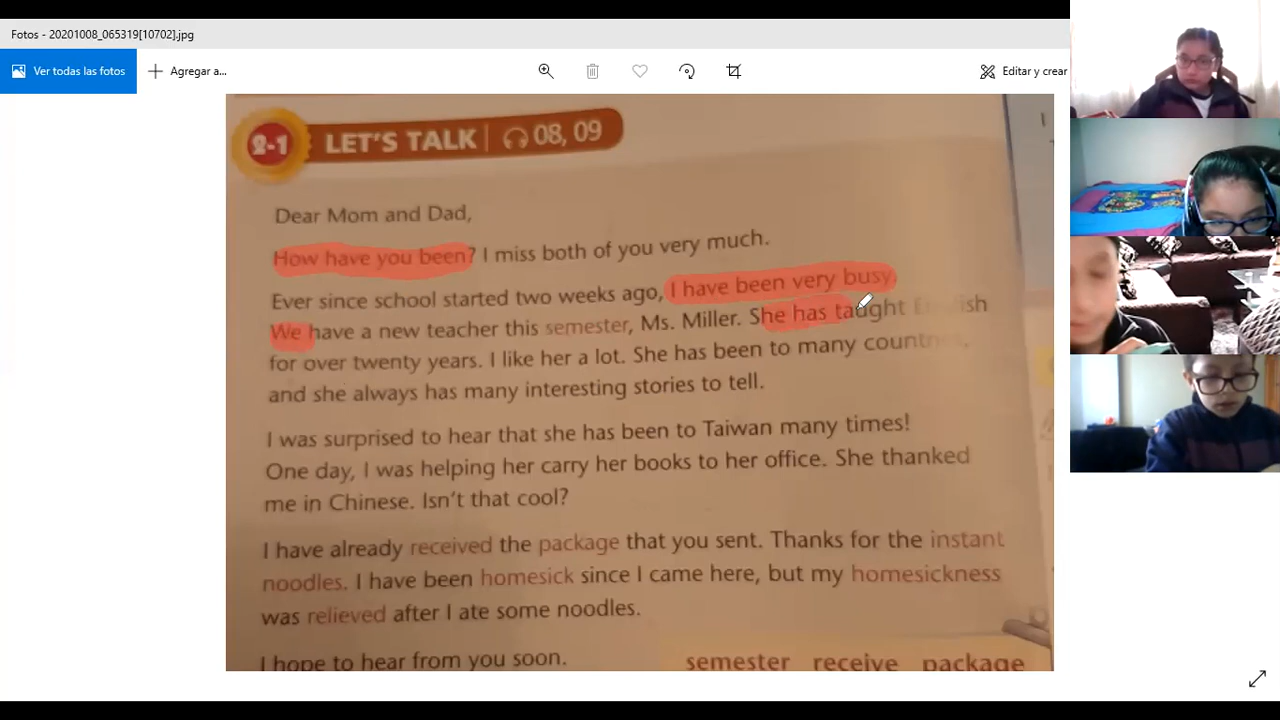 Fotos - 20201008_065319[10702].jpg
Ver todas las fotos
Agregar a...
Editar y crear
2-1 LET'S TALK 08, 09
Dear Mom and Dad,
How have you been? I miss both of you very much.
Ever since school started two weeks ago, I have been very busy
We have a new teacher this semester, Ms. Miller. She has taught English
for over twenty years. I like her a lot. She has been to many countries,
and she always has many interesting stories to tell.
I was surprised to hear that she has been to Taiwan many times!
One day, I was helping her carry her books to her office. She thanked
me in Chinese. Isn't that cool?
I have already received the package that you sent. Thanks for the instant
noodles. I have been homesick since I came here, but my homesickness
was relieved after I ate some noodles.
I hope to hear from you soon.
semester receive package